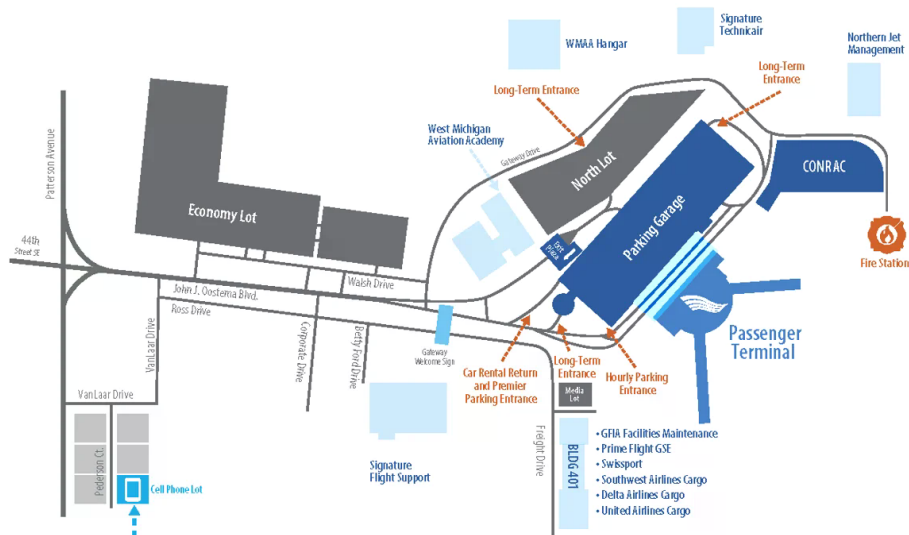 Signature
Technicair
WMAA Hangar
Northern Jet
Management
Long-Term
Entrance
Long-Term Entrance
West Michigan
Aviation Academy
Gateway Drive
North Lot
CONRAC
Patterson Avenue
Economy Lot
Parking Garage
EXIT
PLAZA
44th
Street SE
Fire Station
Walsh Drive
John J. Oostema Blvd.
Ross Drive
Passenger
Terminal
VanLaar Drive
Corporate Drive
Betty Ford Drive
Gateway
Welcome Sign
Car Rental Return
and Premier
Parking Entrance
Long-Term
Entrance
Hourly Parking
Entrance
VanLaar Drive
Media
Lot
Pederson Ct.
Cell Phone Lot
Signature
Flight Support
Freight Drive
BLDG 401
• GFIA Facilities Maintenance
• Prime Flight GSE
• Swissport
• Southwest Airlines Cargo
• Delta Airlines Cargo
• United Airlines Cargo